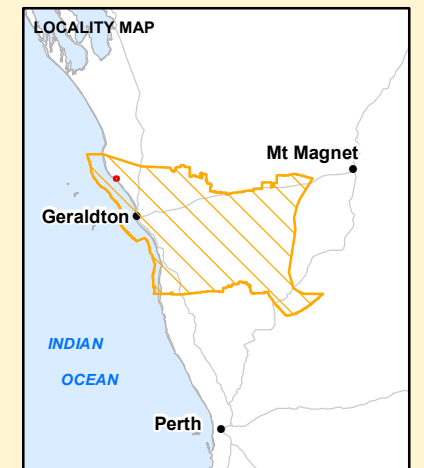 LOCALITY MAP
Mt Magnet
Geraldton
INDIAN
OCEAN
Perth